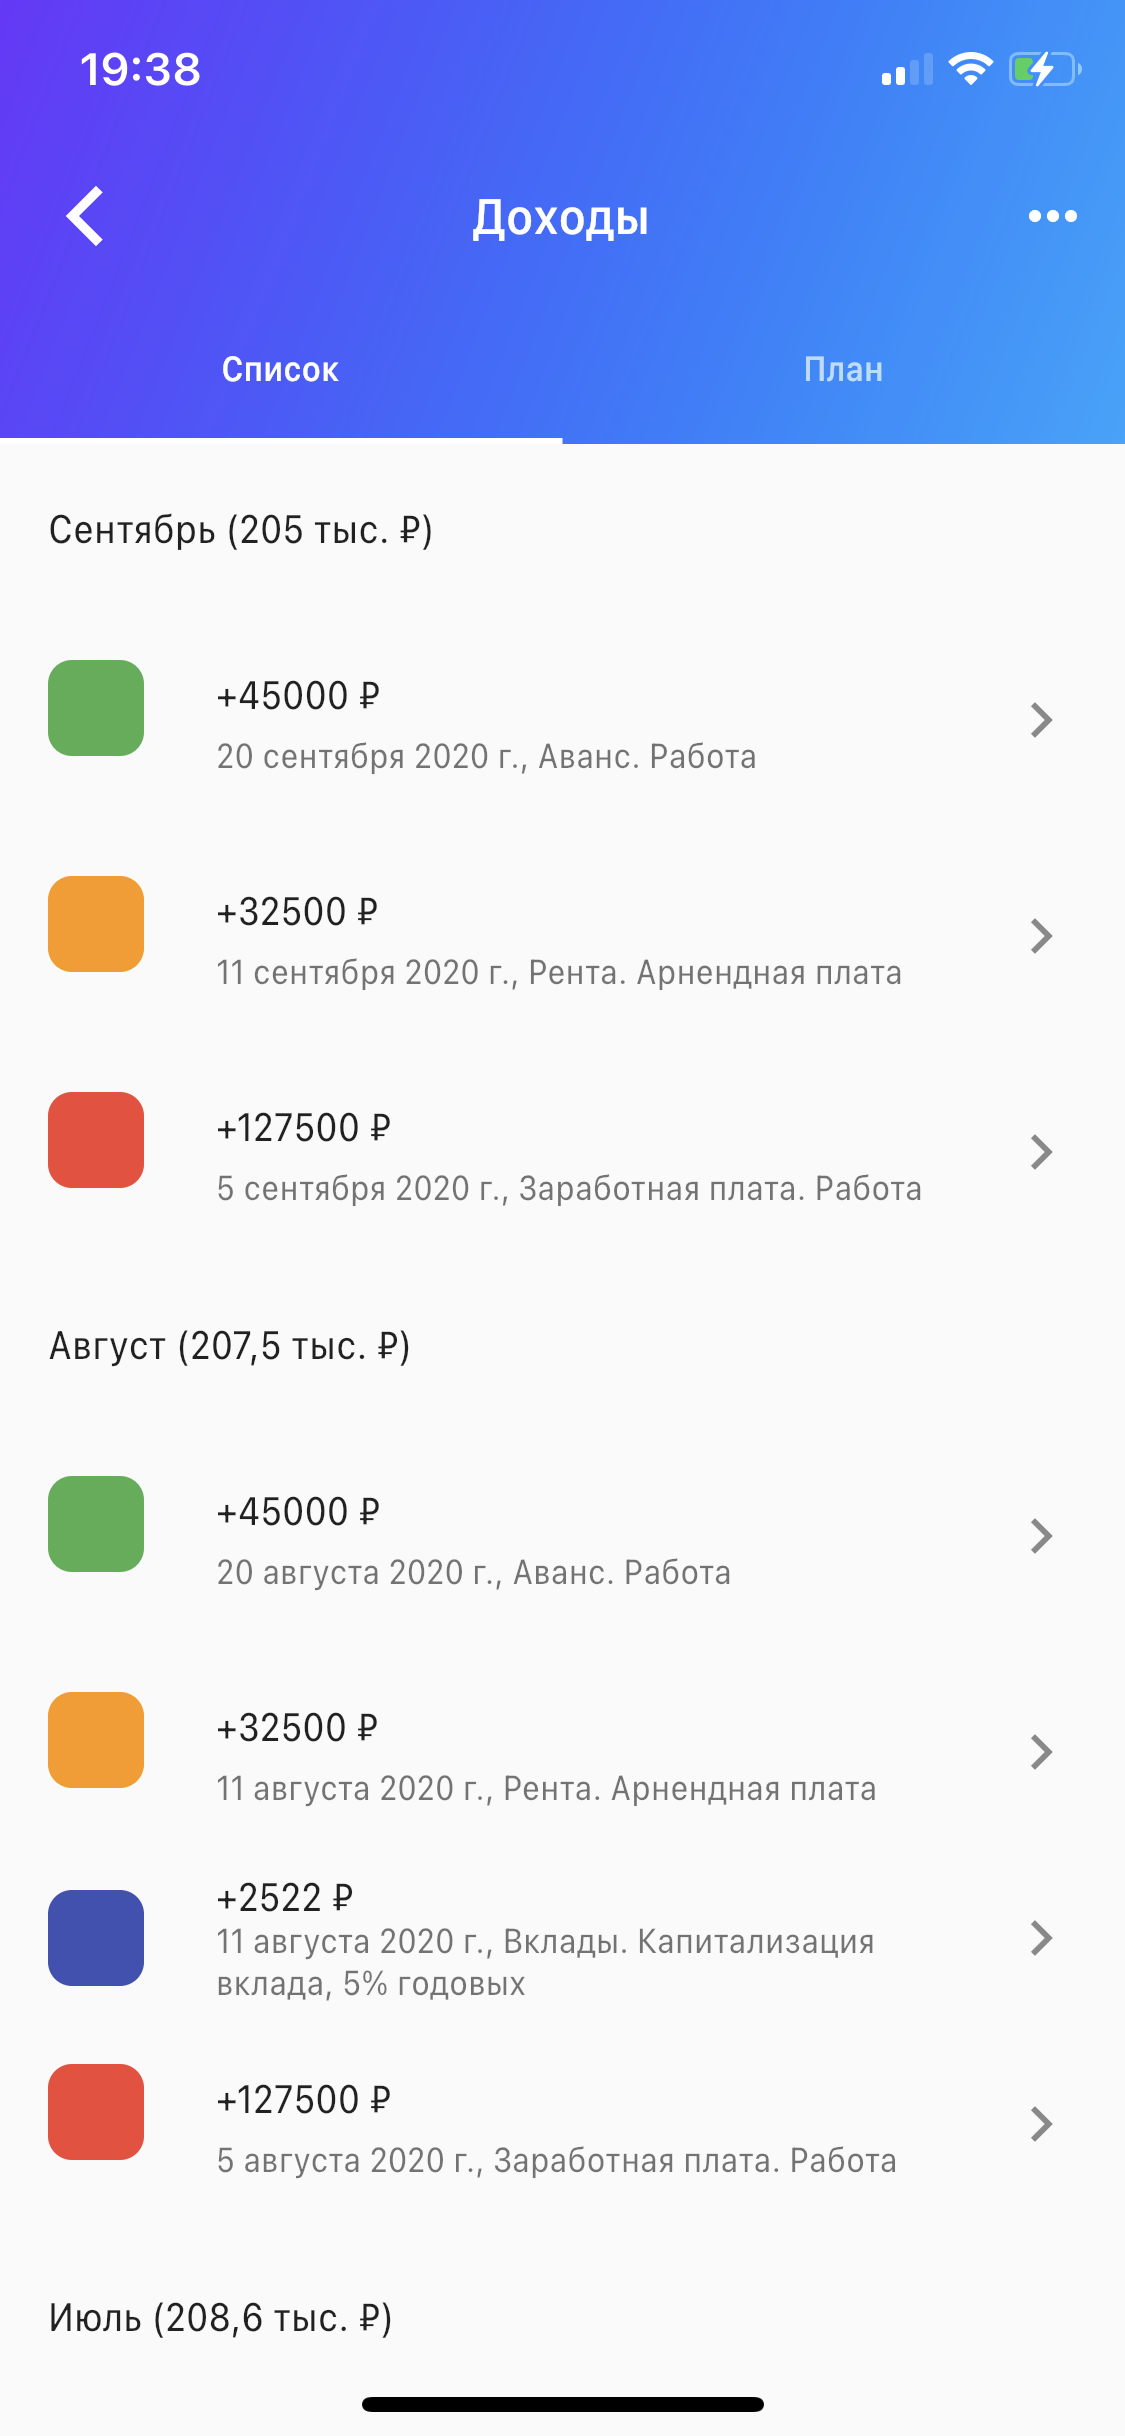 19:38
Доходы
Список
План
Сентябрь (205 тыс. ₽)
+45000 ₽
20 сентября 2020 г., Аванс. Работа
+32500 ₽
11 сентября 2020 г., Рента. Арнендная плата
+127500 ₽
5 сентября 2020 г., Заработная плата. Работа
Август (207,5 тыс. ₽)
+45000 ₽
20 августа 2020 г., Аванс. Работа
+32500 ₽
11 августа 2020 г., Рента. Арнендная плата
+2522 ₽
11 августа 2020 г., Вклады. Капитализация
вклада, 5% годовых
+127500 ₽
5 августа 2020 г., Заработная плата. Работа
Июль (208,6 тыс. ₽)